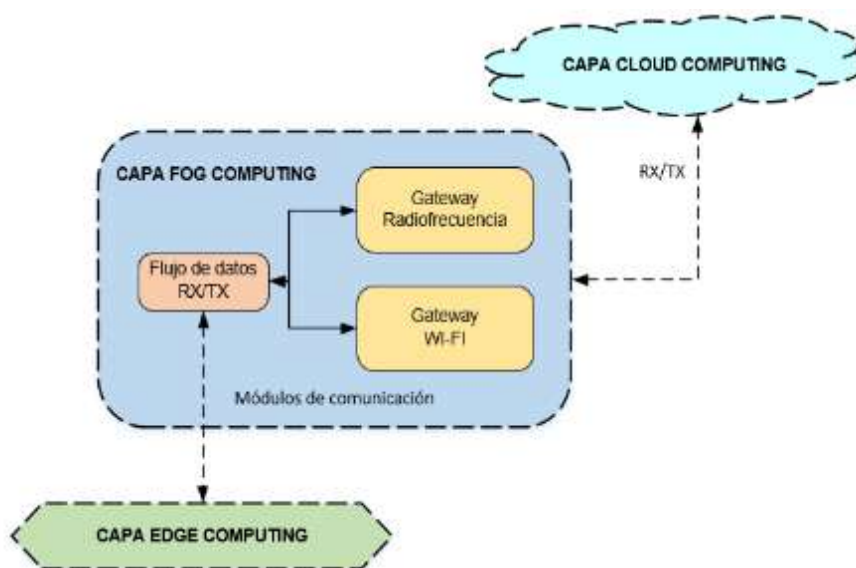 CAPA CLOUD COMPUTING
CAPA FOG COMPUTING
RX/TX
Gateway
Radiofrecuencia
Flujo de datos
RX/TX
Gateway
WI-FI
Módulos de comunicación
CAPA EDGE COMPUTING